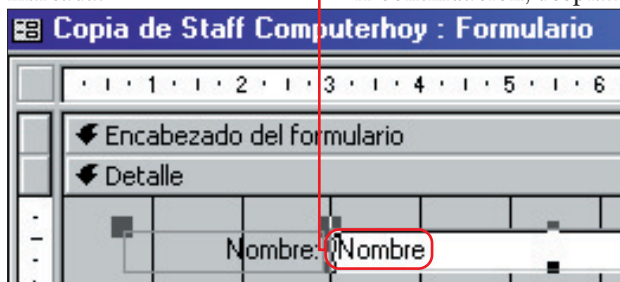 Copia de Staff Computerhoy : Formulario
1 2 3 4 5 6
Encabezado del formulario
Detalle
Nombre: Nombre